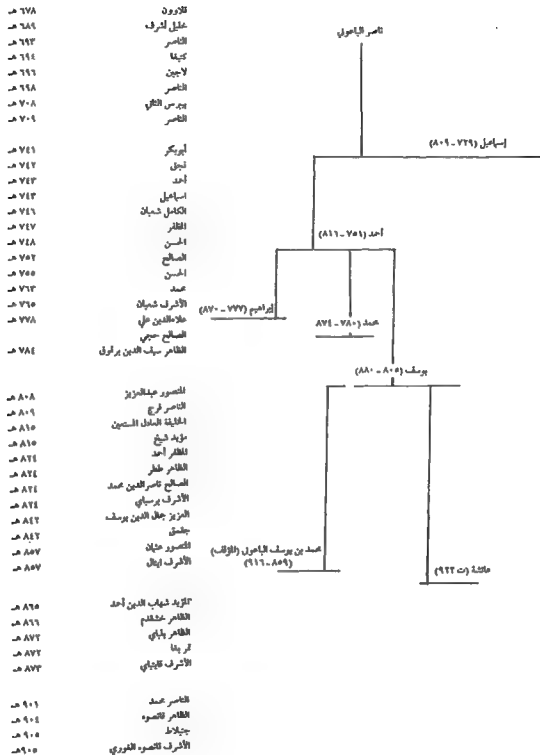 قلاوون ٦٧٨ هـ
خليل أشرف ٦٨٩ هـ
الناصر ٦٩٣ هـ
كتبغا ٦٩٤ هـ
لاجين ٦٩٦ هـ
الناصر ٦٩٨ هـ
بيبرس الثاني ٧٠٨ هـ
الناصر ٧٠٩ هـ
أبوبكر ٧٤١ هـ
٧٤٢ هـ
أحمد ٧٤٣ هـ
اسماعيل ٧٤٣ هـ
الكامل شعبان ٧٤٦ هـ
المظفر ٧٤٧ هـ
الحسن ٧٤٨ هـ
الصالح ٧٥٢ هـ
الحسن ٧٥٥ هـ
محمد ٧٦٣ هـ
الأشرف شعبان ٧٦٥ هـ
علاءالدين علي ٧٧٨ هـ
الصالح حجي
الظاهر سيف الدين برقوق ٧٨٤ هـ
المنصور عبدالعزيز ٨٠٨ هـ
الناصر فرج ٨٠٩ هـ
الخليفة العادل المستعين ٨١٥ هـ
مؤيد شيخ ٨١٥ هـ
المظفر أحمد ٨٢٤ هـ
الظاهر ططر ٨٢٤ هـ
الصالح ناصرالدين محمد ٨٢٤ هـ
الأشرف برسباي ٨٢٤ هـ
العزيز جمال الدين يوسف ٨٤٢ هـ
جقمق ٨٤٢ هـ
المنصور عثمان ٨٥٧ هـ
الأشرف اينال ٨٥٧ هـ
المؤيد شهاب الدين أحمد ٨٦٥ هـ
الظاهر خشقدم ٨٦٦ هـ
الظاهر يلباي ٨٧٢ هـ
تمر بغا ٨٧٢ هـ
الأشرف قايتباي ٨٧٣ هـ
الناصر محمد ٩٠١ هـ
الظاهر قانصوه ٩٠٤ هـ
جنبلاط ٩٠٥ هـ
الأشرف قانصوه الغوري ٩٠٥ هـ
ناصر الباعوني
إسماعيل (٧٢٩ - ٨٠٩)
أحمد (٧٥١ - ٨١٦)
إبراهيم (٧٧٧ - ٨٧٠)
محمد (٧٨٠ - ٨٧٤
يوسف (٨٠٥ - ٨٨٠)
محمد بن يوسف الباعوني (المؤلف)
(٨٥٩ - ٩١٦)
عائشة (ت ٩٢٢)